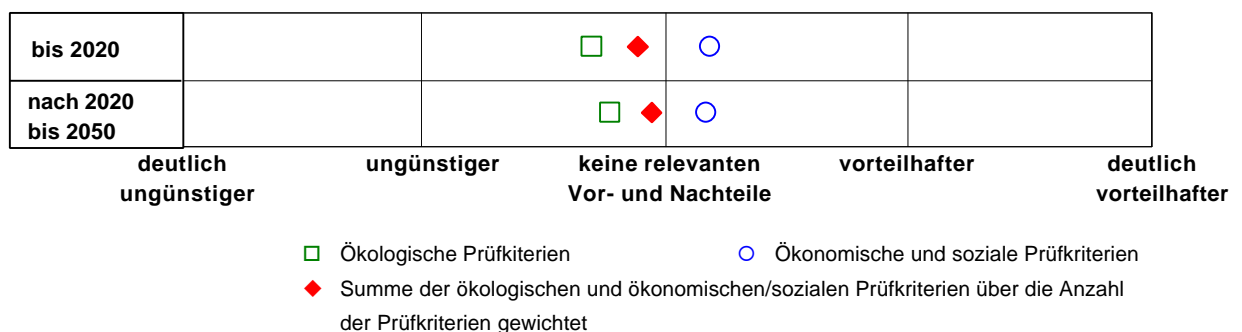 bis 2020
nach 2020
bis 2050
deutlich ungünstiger keine relevanten vorteilhafter deutlich
ungünstiger Vor- und Nachteile vorteilhafter
Ökologische Prüfkiterien Ökonomische und soziale Prüfkriterien
Summe der ökologischen und ökonomischen/sozialen Prüfkriterien über die Anzahl
der Prüfkriterien gewichtet